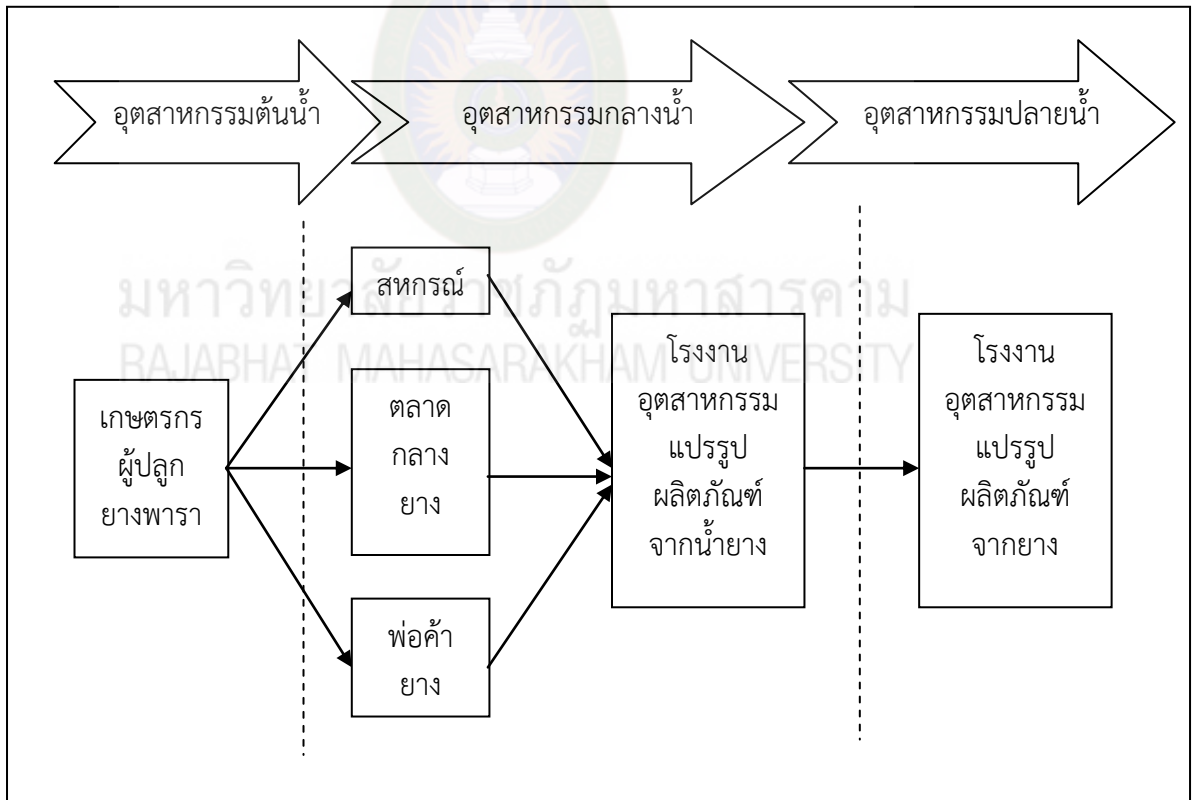 อุตสาหกรรมต้นน้ำ
อุตสาหกรรมกลางน้ำ
อุตสาหกรรมปลายน้ำ
มหาวิทยาลัยราชภัฏมหาสารคาม
RAJABHAT MAHASARAKHAM UNIVERSITY
เกษตรกร
ผู้ปลูก
ยางพารา
สหกรณ์
ตลาด
กลาง
ยาง
พ่อค้า
ยาง
โรงงาน
อุตสาหกรรม
แปรรูป
ผลิตภัณฑ์
จากน้ำยาง
โรงงาน
อุตสาหกรรม
แปรรูป
ผลิตภัณฑ์
จากยาง